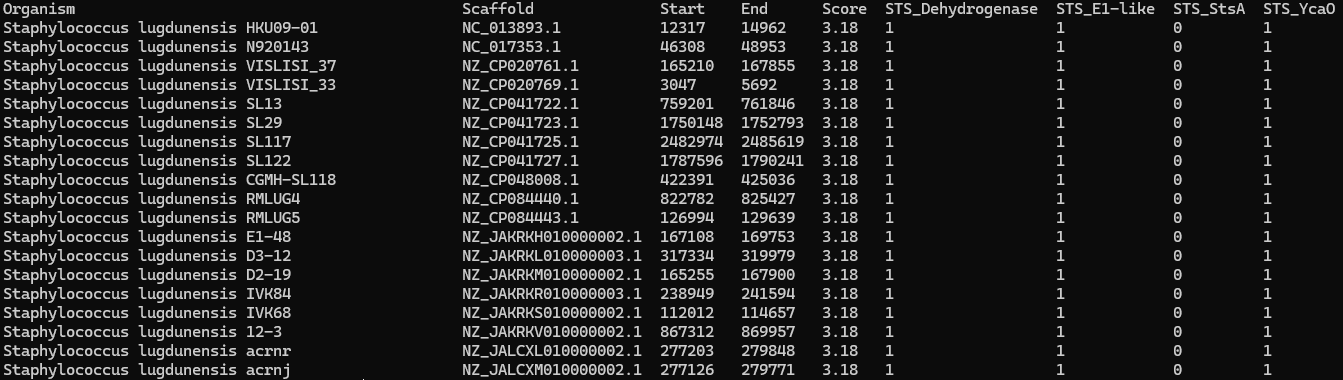 Organism Scaffold Start End Score STS_Dehydrogenase STS_E1-like STS_StsA STS_YcaO
Staphylococcus lugdunensis HKU09-01 NC_013893.1 12317 14962 3.18 1 1 0 1
Staphylococcus lugdunensis N920143 NC_017353.1 46308 48953 3.18 1 1 0 1
Staphylococcus lugdunensis VISLISI_37 NZ_CP020761.1 165210 167855 3.18 1 1 0 1
Staphylococcus lugdunensis VISLISI_33 NZ_CP020769.1 3047 5692 3.18 1 1 0 1
Staphylococcus lugdunensis SL13 NZ_CP041722.1 759201 761846 3.18 1 1 0 1
Staphylococcus lugdunensis SL29 NZ_CP041723.1 1750148 1752793 3.18 1 1 0 1
Staphylococcus lugdunensis SL117 NZ_CP041725.1 2482974 2485619 3.18 1 1 0 1
Staphylococcus lugdunensis SL122 NZ_CP041727.1 1787596 1790241 3.18 1 1 0 1
Staphylococcus lugdunensis CGMH-SL118 NZ_CP048008.1 422391 425036 3.18 1 1 0 1
Staphylococcus lugdunensis RMLUG4 NZ_CP084440.1 822782 825427 3.18 1 1 0 1
Staphylococcus lugdunensis RMLUG5 NZ_CP084443.1 126994 129639 3.18 1 1 0 1
Staphylococcus lugdunensis E1-48 NZ_JAKRKH010000002.1 167108 169753 3.18 1 1 0 1
Staphylococcus lugdunensis D3-12 NZ_JAKRKL010000003.1 317334 319979 3.18 1 1 0 1
Staphylococcus lugdunensis D2-19 NZ_JAKRKM010000002.1 165255 167900 3.18 1 1 0 1
Staphylococcus lugdunensis IVK84 NZ_JAKRKR010000003.1 238949 241594 3.18 1 1 0 1
Staphylococcus lugdunensis IVK68 NZ_JAKRKS010000002.1 112012 114657 3.18 1 1 0 1
Staphylococcus lugdunensis 12-3 NZ_JAKRKV010000002.1 867312 869957 3.18 1 1 0 1
Staphylococcus lugdunensis acrnr NZ_JALCXL010000002.1 277203 279848 3.18 1 1 0 1
Staphylococcus lugdunensis acrnj NZ_JALCXM010000002.1 277126 279771 3.18 1 1 0 1